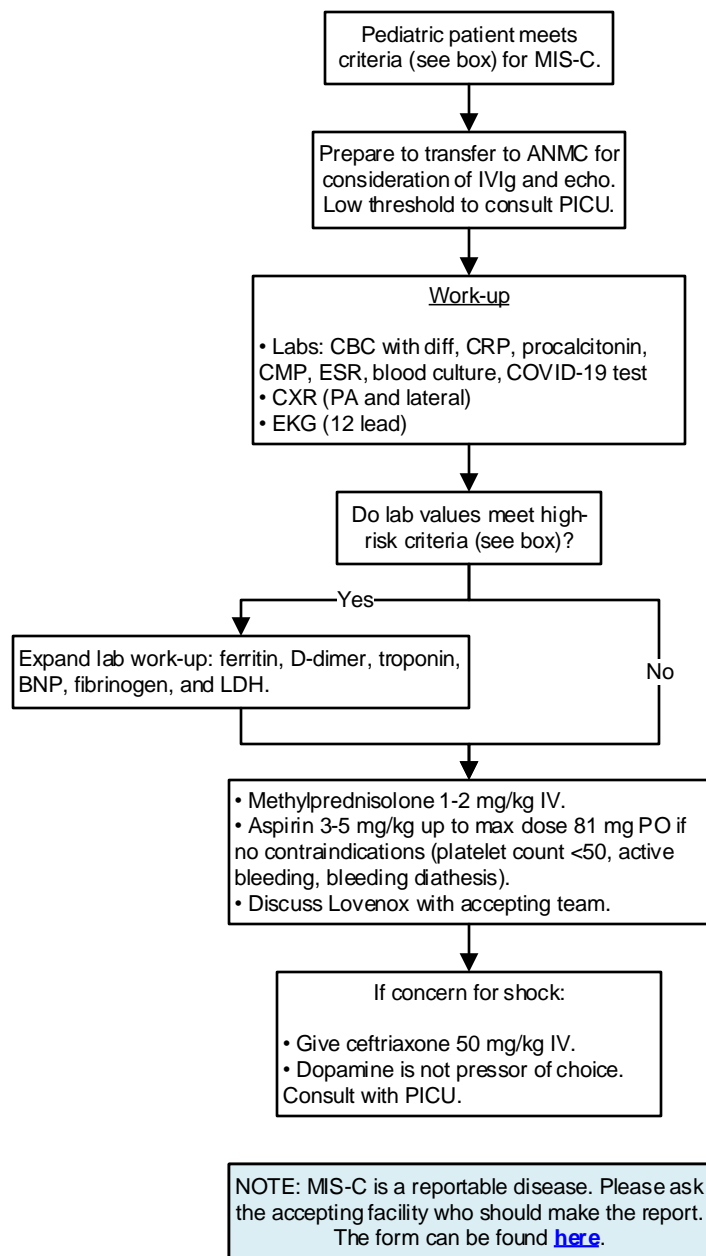 Pediatric patient meets
criteria (see box) for MIS-C.
Prepare to transfer to ANMC for
consideration of IVIg and echo.
Low threshold to consult PICU.
Work-up
• Labs: CBC with diff, CRP, procalcitonin,
CMP, ESR, blood culture, COVID-19 test
• CXR (PA and lateral)
• EKG (12 lead)
Do lab values meet high-
risk criteria (see box)?
Yes
Expand lab work-up: ferritin, D-dimer, troponin,
BNP, fibrinogen, and LDH.
No
• Methylprednisolone 1-2 mg/kg IV.
• Aspirin 3-5 mg/kg up to max dose 81 mg PO if
no contraindications (platelet count <50, active
bleeding, bleeding diathesis).
• Discuss Lovenox with accepting team.
If concern for shock:
• Give ceftriaxone 50 mg/kg IV.
• Dopamine is not pressor of choice.
Consult with PICU.
NOTE: MIS-C is a reportable disease. Please ask
the accepting facility who should make the report.
The form can be found here.